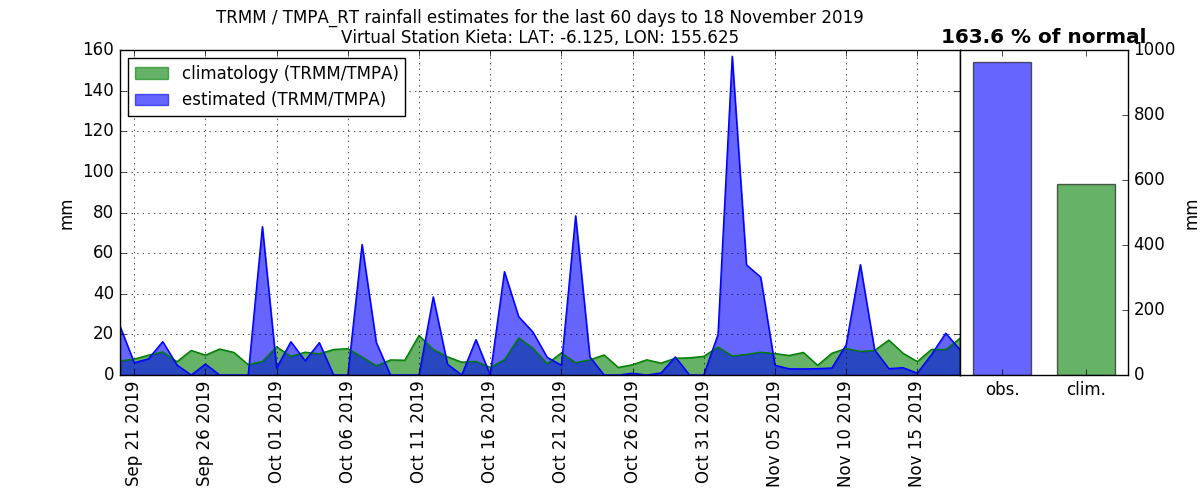 TRMM / TMPA_RT rainfall estimates for the last 60 days to 18 November 2019
Virtual Station Kieta: LAT: -6.125, LON: 155.625
163.6 % of normal
climatology (TRMM/TMPA)
estimated (TRMM/TMPA)
mm
160
140
120
100
80
60
40
20
0
Sep 21 2019
Sep 26 2019
Oct 01 2019
Oct 06 2019
Oct 11 2019
Oct 16 2019
Oct 21 2019
Oct 26 2019
Oct 31 2019
Nov 05 2019
Nov 10 2019
Nov 15 2019
obs.
clim.
1000
800
600
400
200
0
mm